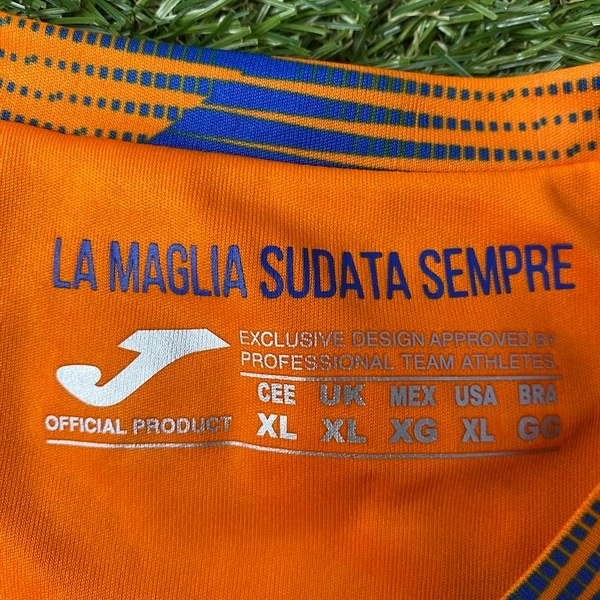 LA MAGLIA SUDATA SEMPRE
EXCLUSIVE DESIGN APPROVED BY
PROFESSIONAL TEAM ATHLETES.
CEE UK MEX USA BRA
OFFICIAL PRODUCT XL XL XG XL GG